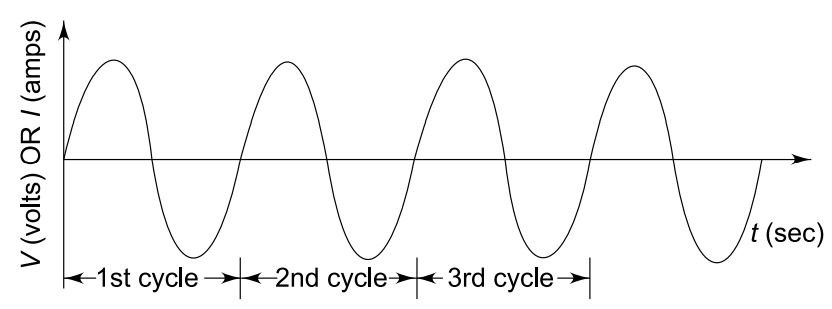 V (volts) OR I (amps)
t (sec)
1st cycle
2nd cycle
3rd cycle